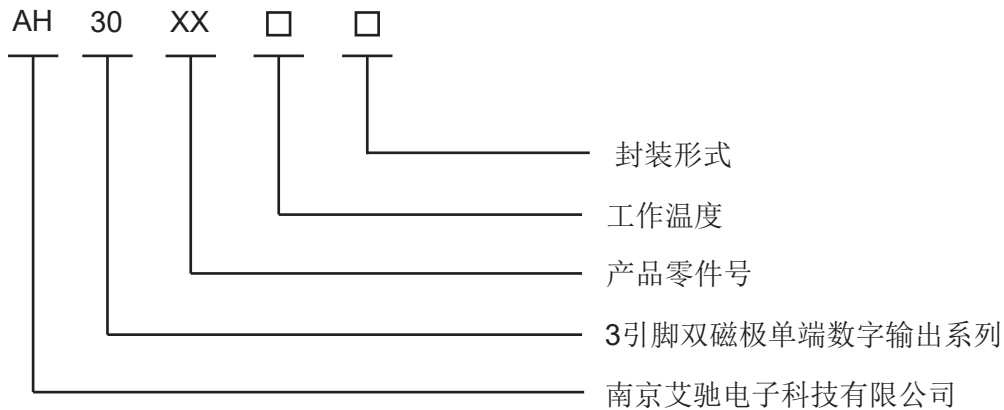 AH 30 XX □ □
封装形式
工作温度
产品零件号
3引脚双磁极单端数字输出系列
南京艾驰电子科技有限公司